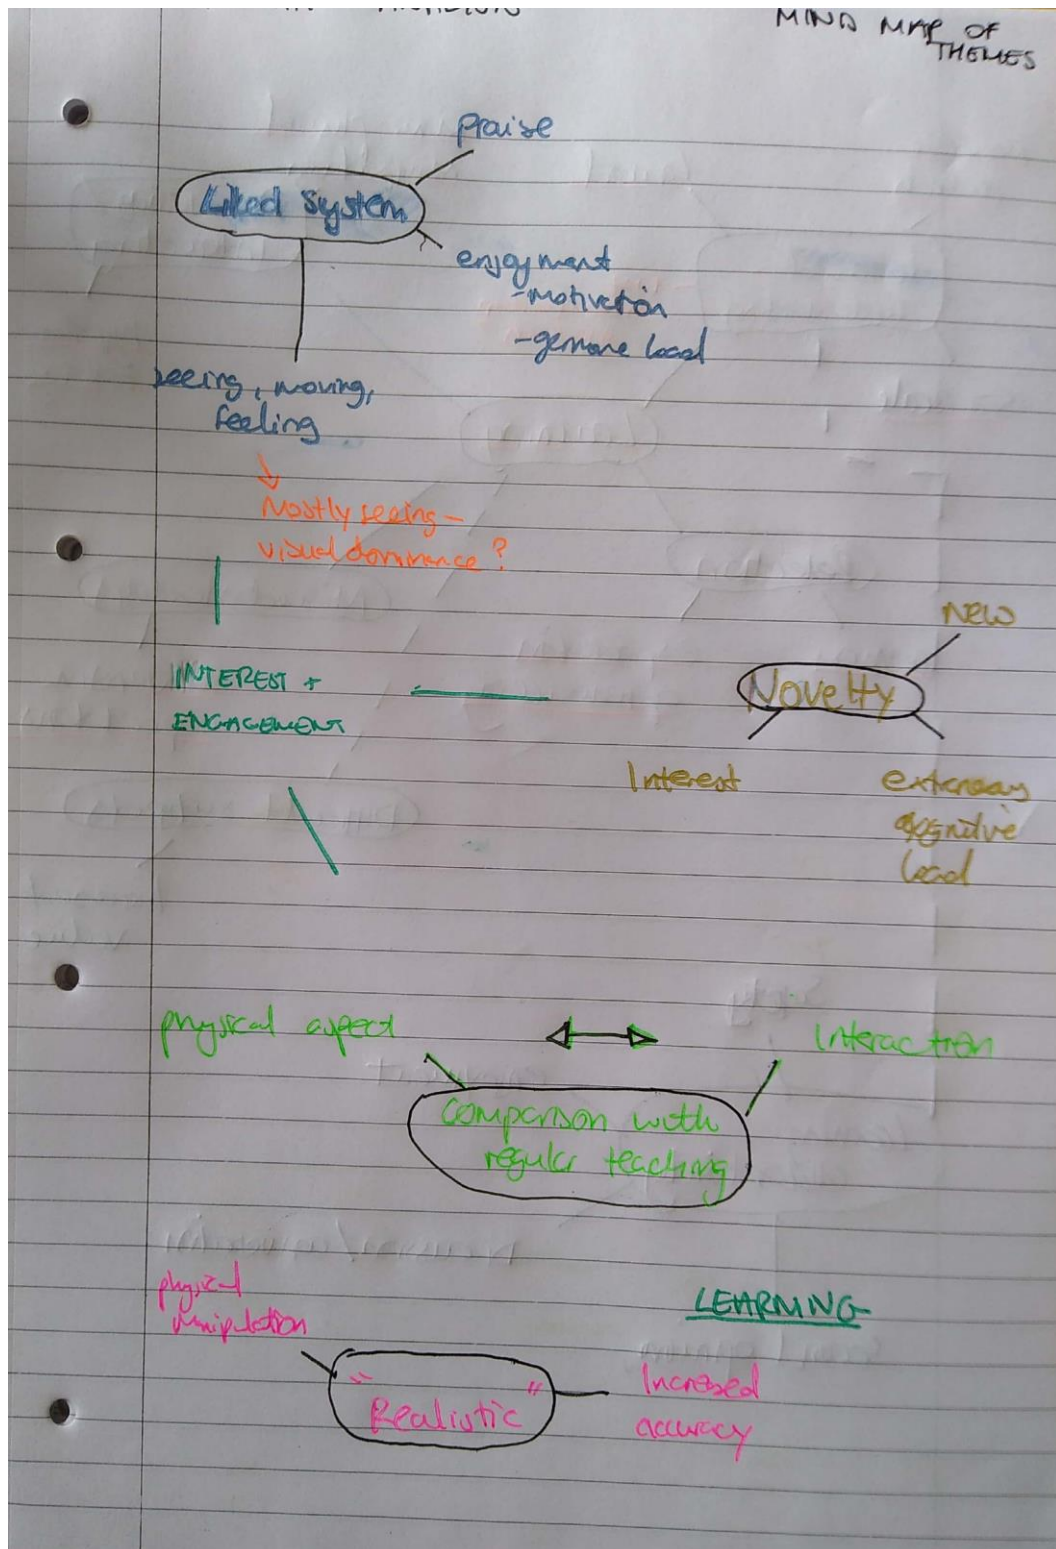 MIND MAP OF
THEMES
Praise
Liked System
enjoyment
-motivation
-germane load
seeing, moving,
feeling
Mostly seeing -
visual dominance?
NEW
INTEREST +
ENGAGEMENT
Novelty
Interest
extraneous
cognitive
load
physical aspect
Interaction
Comparison with
regular teaching
physical
manipulation
LEARNING
"Realistic"
Increased
accuracy